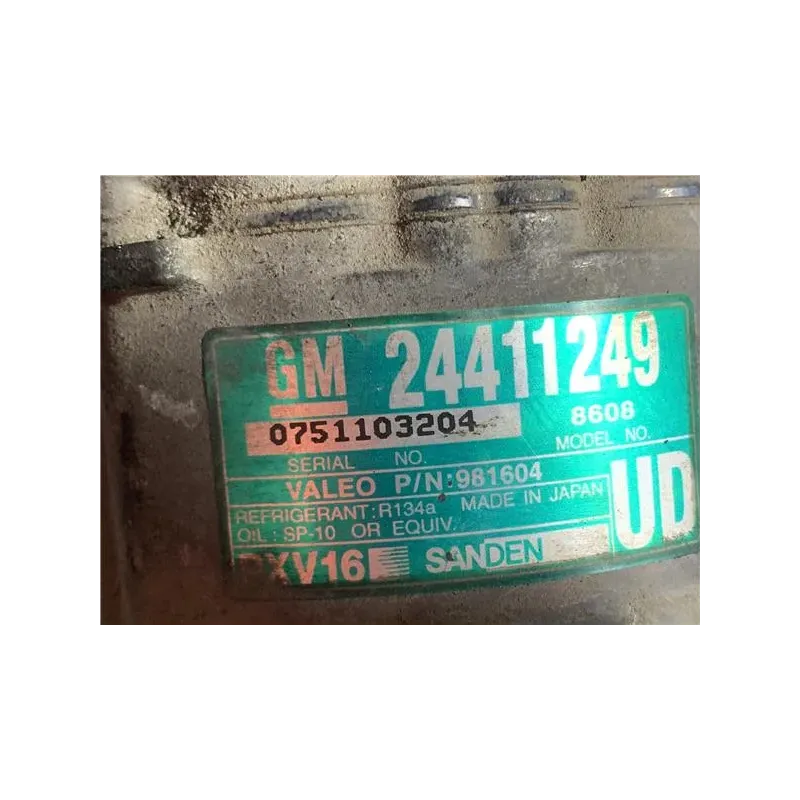 GM 24411249
0751103204 8608
SERIAL NO. MODEL NO.
VALEO P/N:981604
REFRIGERANT:R134a MADE IN JAPAN
OIL : SP-10 OR EQUIV.
UD
PXV16 SANDEN